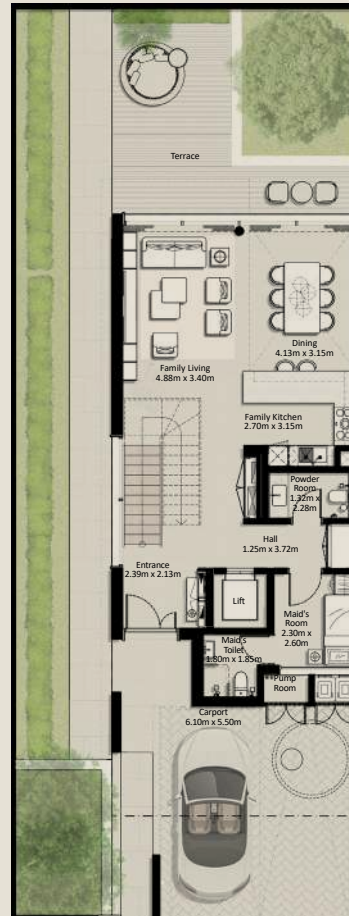 Terrace
Dining
4.13m x 3.15m
Family Living
4.88m x 3.40m
Family Kitchen
2.70m x 3.15m
Powder
Room
1.32m x
2.28m
Hall
1.25m x 3.72m
Entrance
2.39m x 2.13m
Lift
Maid's
Room
2.30m x
2.60m
Maid's
Toilet
1.80m x 1.85m
**Pump
Room
Carport
6.10m x 5.50m